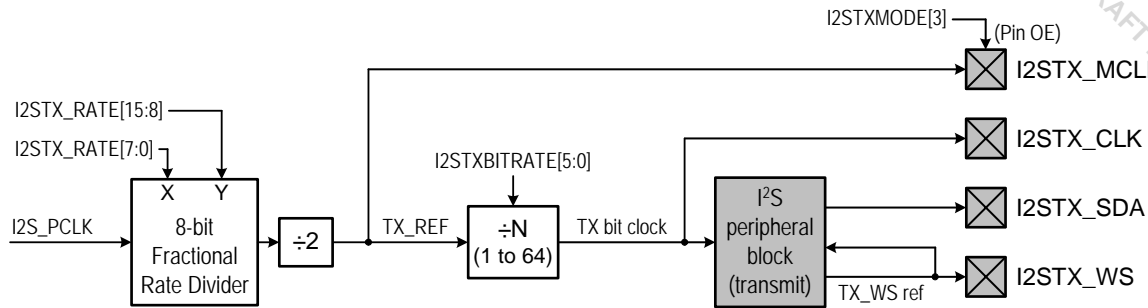 I2STXMODE[3]
(Pin OE)
I2STX_MCL
I2STX_RATE[15:8]
I2STX_RATE[7:0]
I2STXBITRATE[5:0]
I2STX_CLK
X Y
I2S_PCLK
8-bit
Fractional
Rate Divider
÷2
TX_REF
÷N
(1 to 64)
TX bit clock
I²S
peripheral
block
(transmit)
I2STX_SDA
TX_WS ref
I2STX_WS